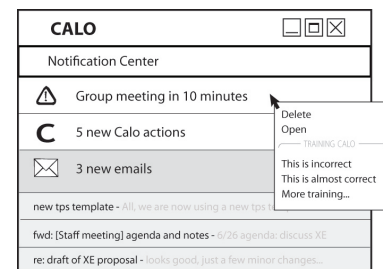 CALO
Notification Center
Group meeting in 10 minutes
C 5 new Calo actions
3 new emails
Delete
Open
TRAINING CALO
This is incorrect
This is almost correct
More training...
new tps template - All, we are now using a new tps
fwd: [Staff meeting] agenda and notes - 6/26 agenda: discuss XE
re: draft of XE proposal - looks good, just a few minor changes...